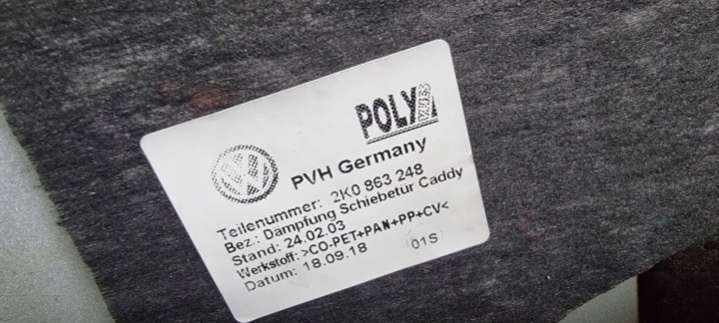 POLY
PVH Germany
Teilenummer: 2K0 863 248
Bez.: Dampfung Schiebetur Caddy
Stand: 24.02.03
Werkstoff: >CO-PET+PAN+PP+CV<
Datum: 18.09.18 01S